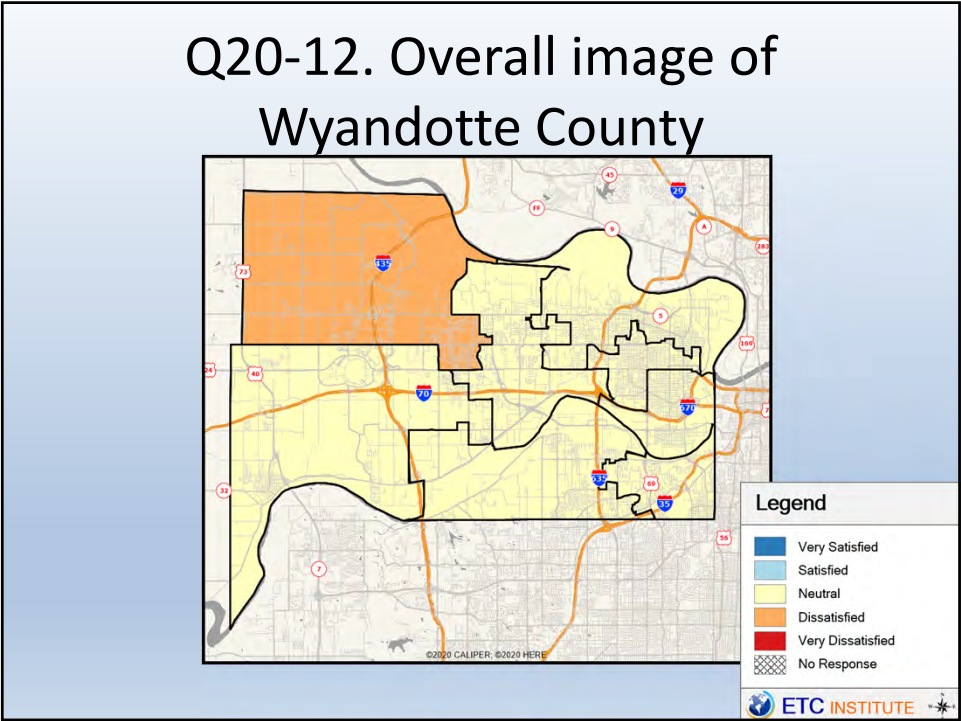 Q20-12. Overall image of
Wyandotte County
45
29
FF
9
A
283
435
73
5
169
24
40
70
670
7
32
635
69
35
56
7
©2020 CALIPER; ©2020 HERE
Legend
Very Satisfied
Satisfied
Neutral
Dissatisfied
Very Dissatisfied
No Response
ETC INSTITUTE